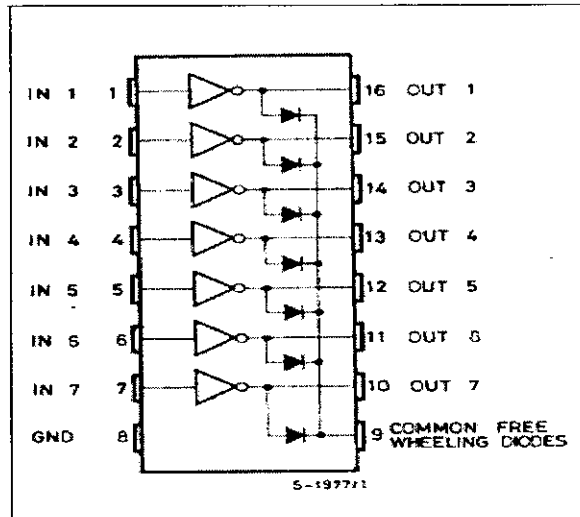 IN 1 1 16 OUT 1
IN 2 2 15 OUT 2
IN 3 3 14 OUT 3
IN 4 4 13 OUT 4
IN 5 5 12 OUT 5
IN 6 6 11 OUT 6
IN 7 7 10 OUT 7
GND 8 9 COMMON FREE
WHEELING DIODES
S-1977/1